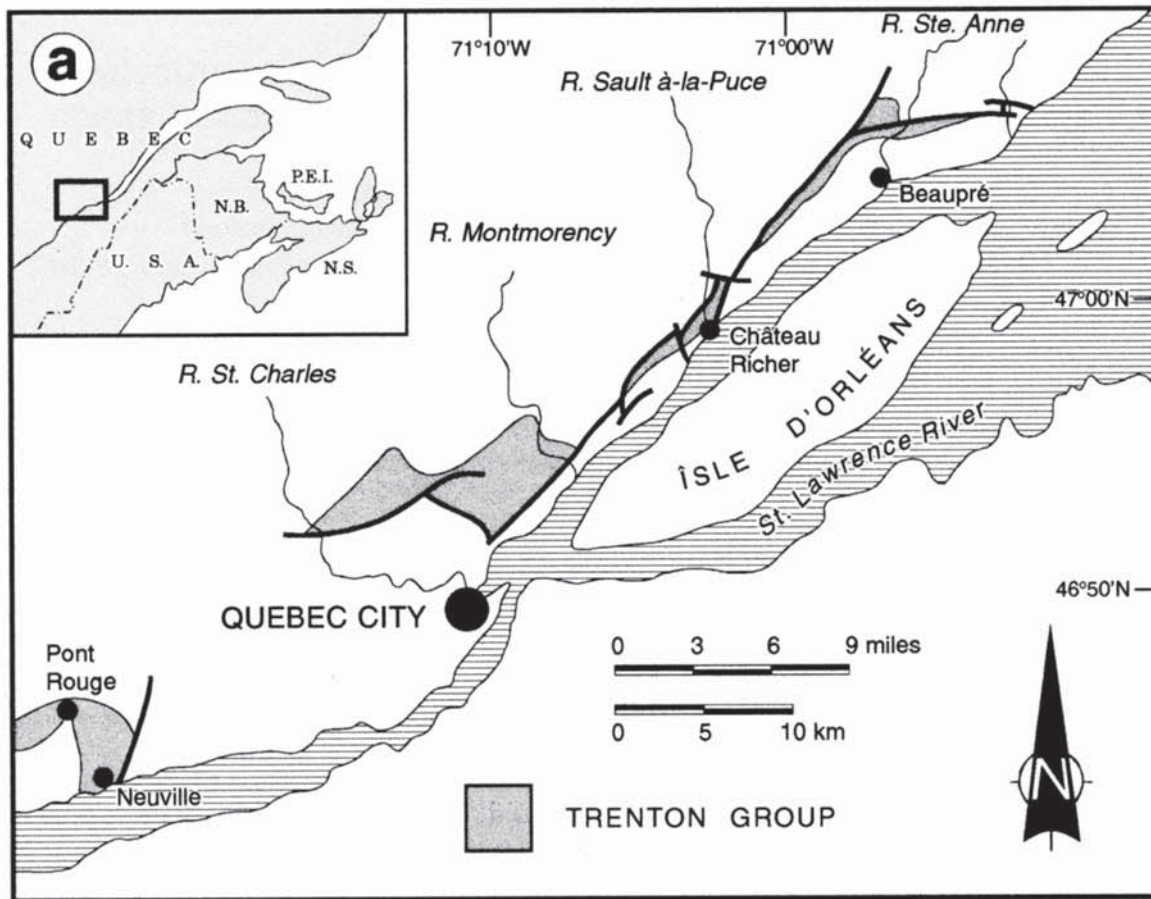 a
Q U E B E C
P.E.I.
N.B.
U. S. A.
N.S.
71°10'W
71°00'W
R. Ste. Anne
R. Sault à-la-Puce
Beaupré
R. Montmorency
47°00'N
Château
Richer
R. St. Charles
ÎSLE D'ORLÉANS
St. Lawrence River
46°50'N
QUEBEC CITY
0 3 6 9 miles
0 5 10 km
Pont
Rouge
Neuville
TRENTON GROUP
N